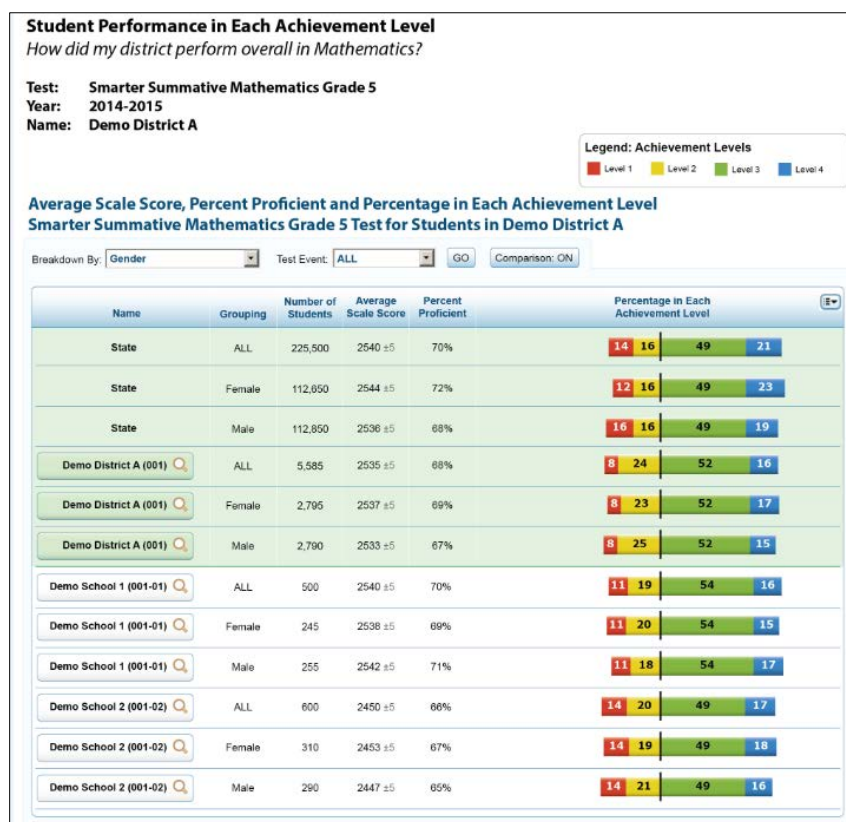 Student Performance in Each Achievement Level
How did my district perform overall in Mathematics?
Test: Smarter Summative Mathematics Grade 5
Year: 2014-2015
Name: Demo District A
Legend: Achievement Levels
Level 1 Level 2 Level 3 Level 4
Average Scale Score, Percent Proficient and Percentage in Each Achievement Level
Smarter Summative Mathematics Grade 5 Test for Students in Demo District A
Breakdown By: Gender Test Event: ALL GO Comparison: ON
Name Grouping Number of Students Average Scale Score Percent Proficient Percentage in Each Achievement Level
State ALL 225,500 2540 ±5 70% 14 16 49 21
State Female 112,650 2544 ±5 72% 12 16 49 23
State Male 112,850 2536 ±5 68% 16 16 49 19
Demo District A (001) ALL 5,585 2535 ±5 68% 8 24 52 16
Demo District A (001) Female 2,795 2537 ±5 69% 8 23 52 17
Demo District A (001) Male 2,790 2533 ±5 67% 8 25 52 15
Demo School 1 (001-01) ALL 500 2540 ±5 70% 11 19 54 16
Demo School 1 (001-01) Female 245 2538 ±5 69% 11 20 54 15
Demo School 1 (001-01) Male 255 2542 ±5 71% 11 18 54 17
Demo School 2 (001-02) ALL 600 2450 ±5 66% 14 20 49 17
Demo School 2 (001-02) Female 310 2453 ±5 67% 14 19 49 18
Demo School 2 (001-02) Male 290 2447 ±5 65% 14 21 49 16